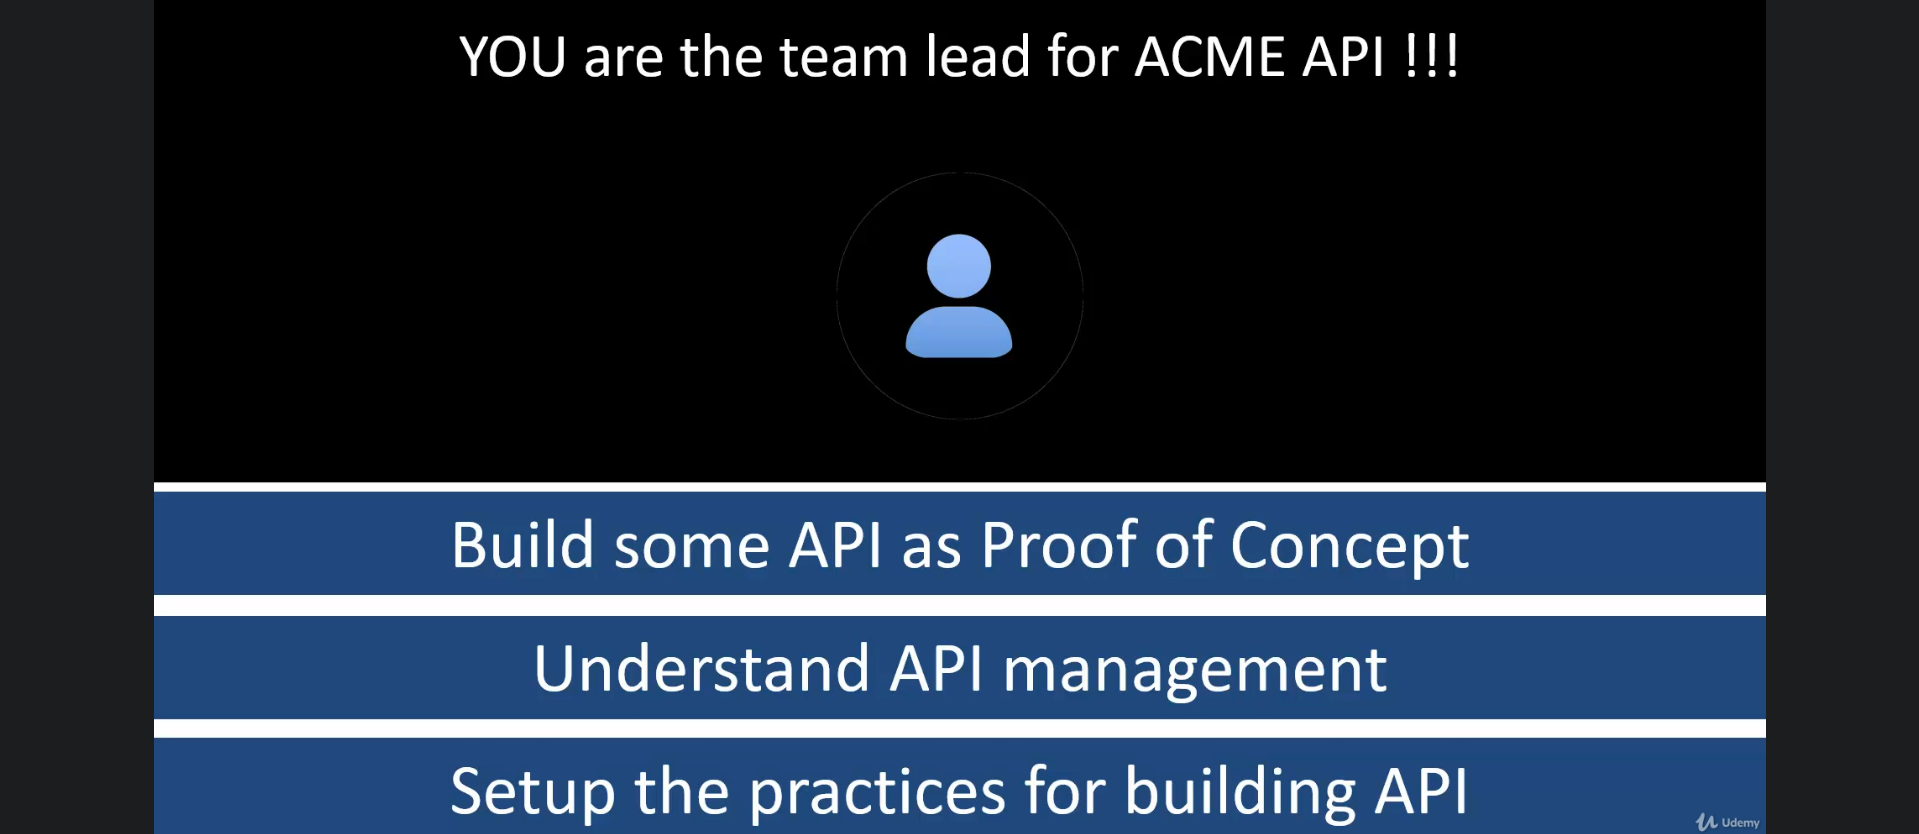 YOU are the team lead for ACME API !!!
Build some API as Proof of Concept
Understand API management
Setup the practices for building API
Udemy